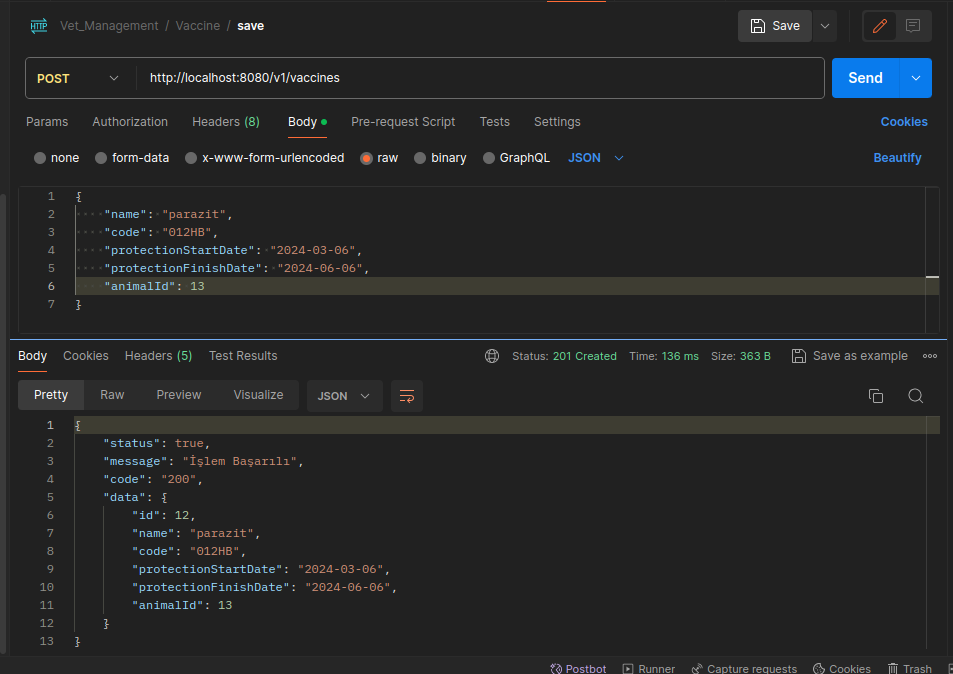 HTTP Vet_Management / Vaccine / save Save
POST http://localhost:8080/v1/vaccines Send
Params Authorization Headers (8) Body Pre-request Script Tests Settings Cookies
none form-data x-www-form-urlencoded raw binary GraphQL JSON Beautify
1 {
2 "name": "parazit",
3 "code": "012HB",
4 "protectionStartDate": "2024-03-06",
5 "protectionFinishDate": "2024-06-06",
6 "animalId": 13
7 }
Body Cookies Headers (5) Test Results Status: 201 Created Time: 136 ms Size: 363 B Save as example
Pretty Raw Preview Visualize JSON
1 {
2 "status": true,
3 "message": "İşlem Başarılı",
4 "code": "200",
5 "data": {
6 "id": 12,
7 "name": "parazit",
8 "code": "012HB",
9 "protectionStartDate": "2024-03-06",
10 "protectionFinishDate": "2024-06-06",
11 "animalId": 13
12 }
13 }
Postbot Runner Capture requests Cookies Trash